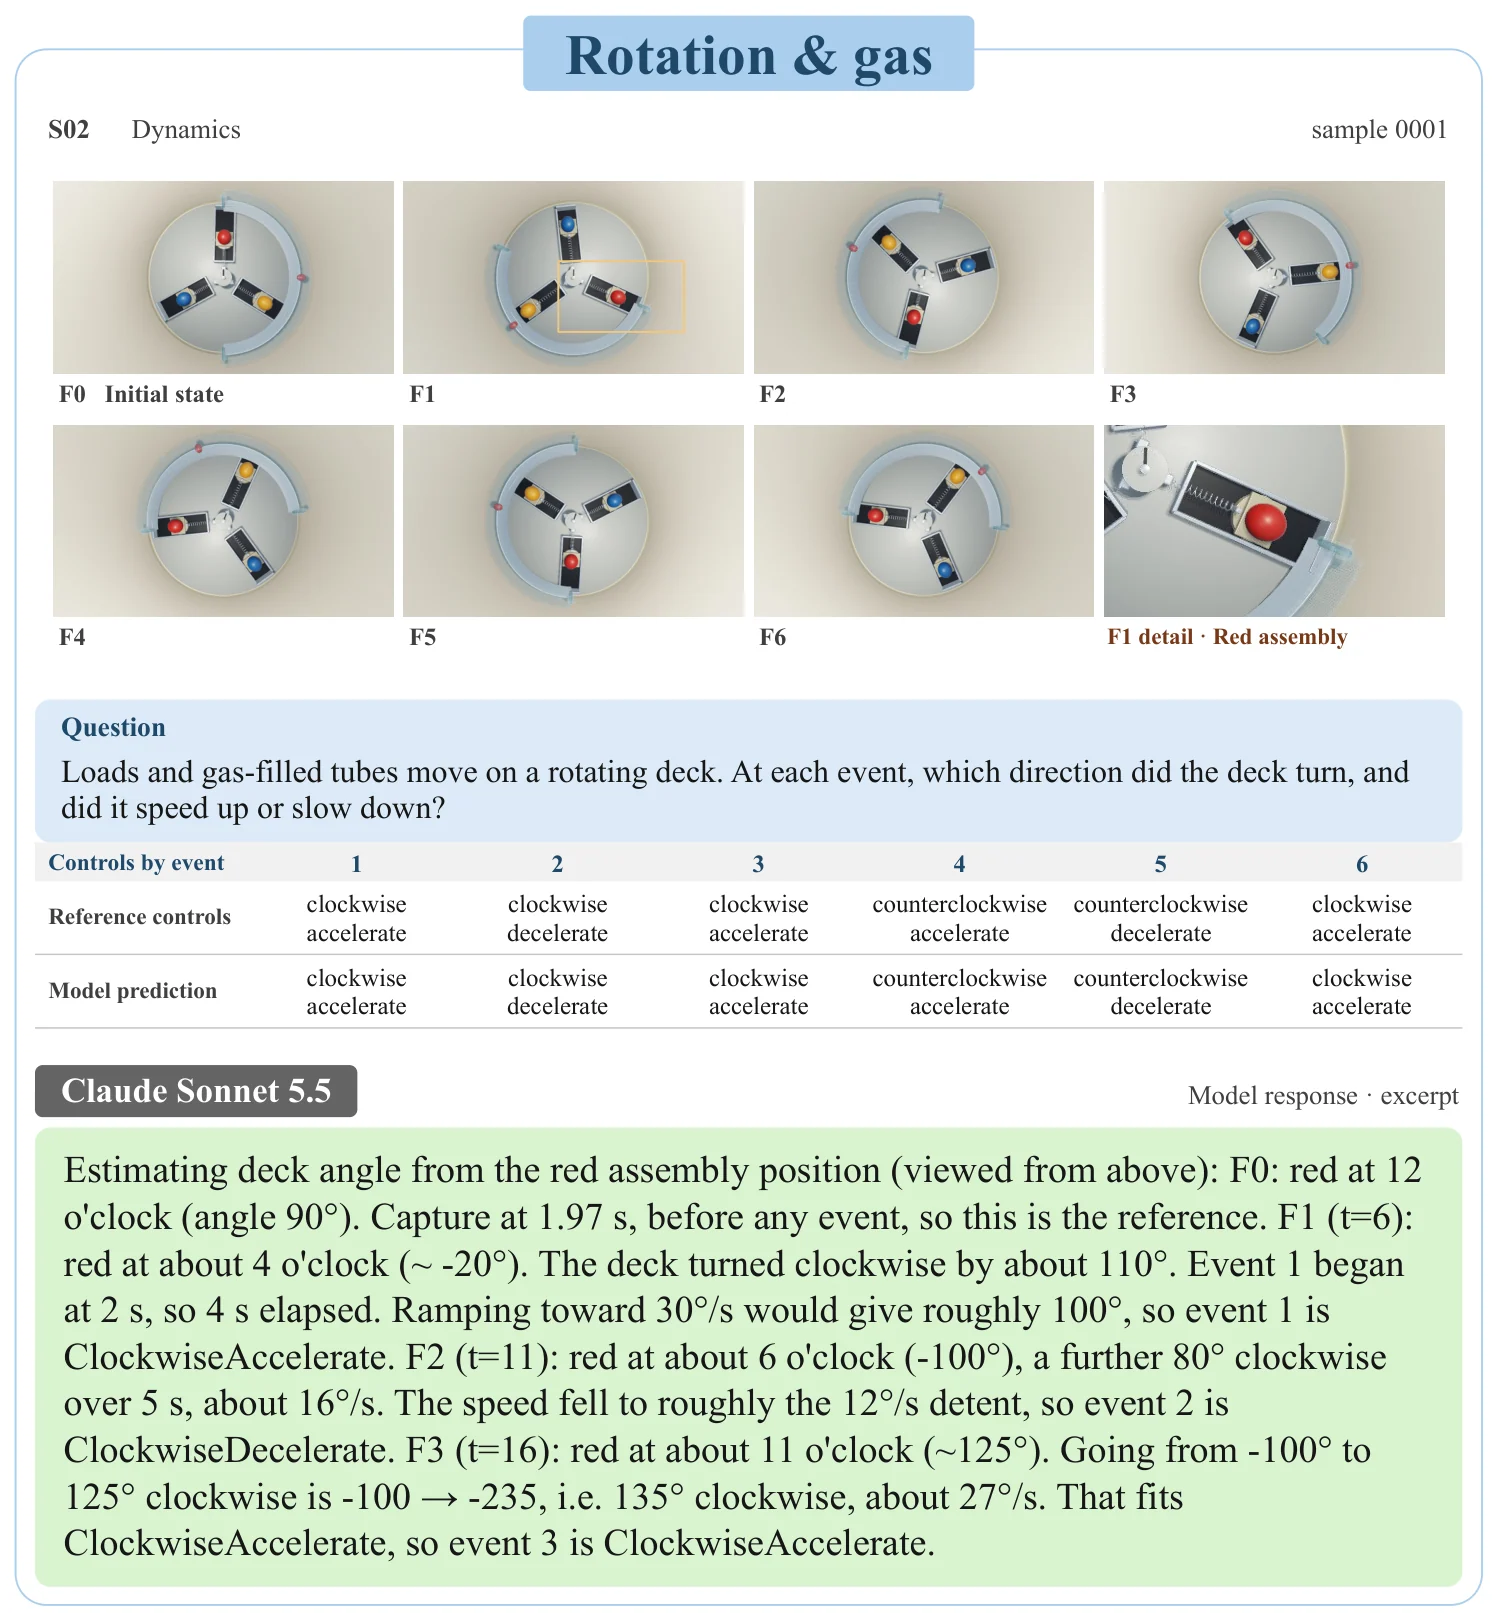 Rotation & gas
S02 Dynamics sample 0001
F0 Initial state
F1
F2
F3
F4
F5
F6
F1 detail · Red assembly
Question
Loads and gas-filled tubes move on a rotating deck. At each event, which direction did the deck turn, and
did it speed up or slow down?
Controls by event 1 2 3 4 5 6
Reference controls
clockwise clockwise clockwise counterclockwise counterclockwise clockwise
accelerate decelerate accelerate accelerate decelerate accelerate
Model prediction
clockwise clockwise clockwise counterclockwise counterclockwise clockwise
accelerate decelerate accelerate accelerate decelerate accelerate
Claude Sonnet 5.5
Model response · excerpt
Estimating deck angle from the red assembly position (viewed from above): F0: red at 12
o'clock (angle 90°). Capture at 1.97 s, before any event, so this is the reference. F1 (t=6):
red at about 4 o'clock (~ -20°). The deck turned clockwise by about 110°. Event 1 began
at 2 s, so 4 s elapsed. Ramping toward 30°/s would give roughly 100°, so event 1 is
ClockwiseAccelerate. F2 (t=11): red at about 6 o'clock (-100°), a further 80° clockwise
over 5 s, about 16°/s. The speed fell to roughly the 12°/s detent, so event 2 is
ClockwiseDecelerate. F3 (t=16): red at about 11 o'clock (~125°). Going from -100° to
125° clockwise is -100 → -235, i.e. 135° clockwise, about 27°/s. That fits
ClockwiseAccelerate, so event 3 is ClockwiseAccelerate.